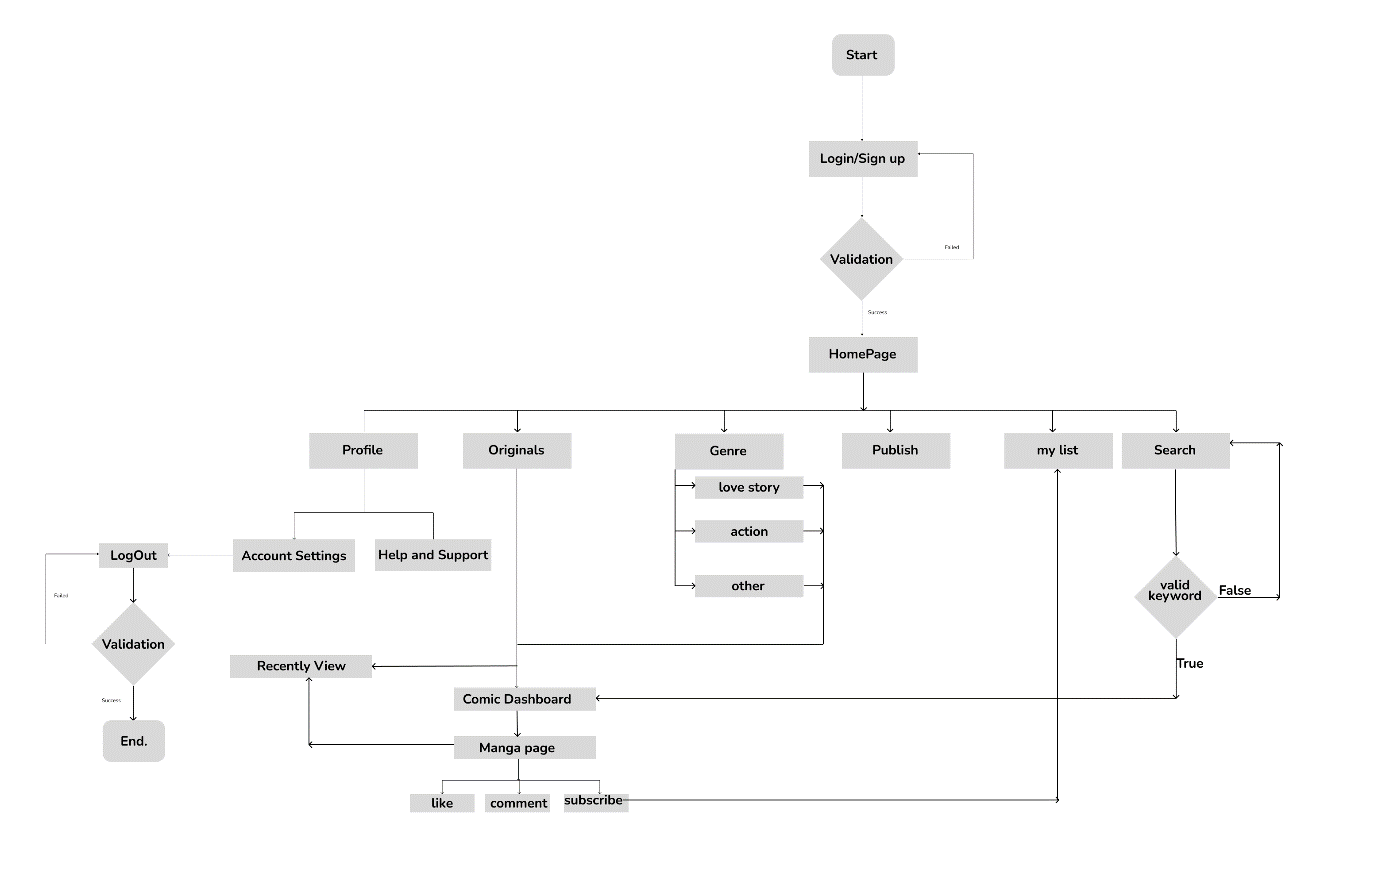 Start
Login/Sign up
Failed
Validation
Success
HomePage
Profile
Originals
Genre
Publish
my list
Search
love story
action
other
Account Settings
Help and Support
LogOut
Failed
Validation
Success
End.
valid
keyword
False
True
Recently View
Comic Dashboard
Manga page
like
comment
subscribe